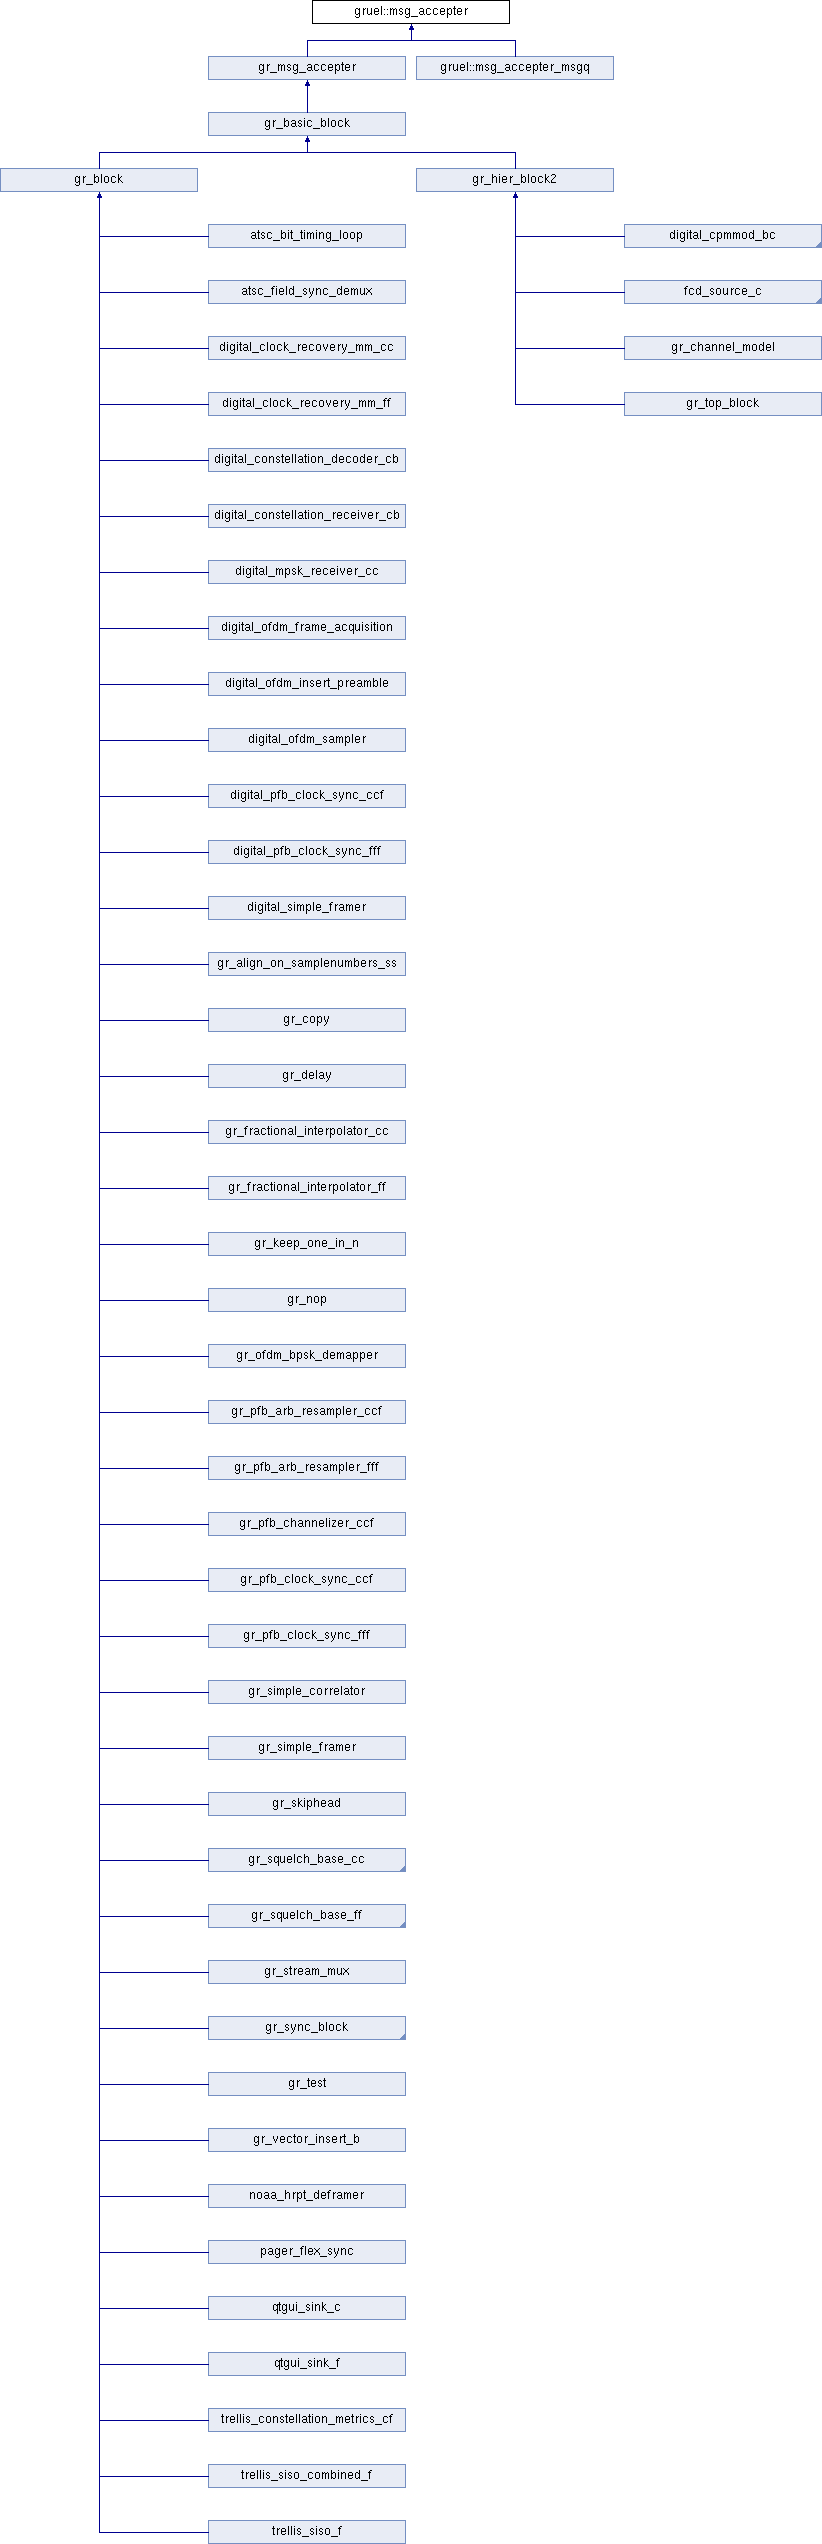 gruel::msg_accepter
gr_msg_accepter
gruel::msg_accepter_msgq
gr_basic_block
gr_block
gr_hier_block2
atsc_bit_timing_loop
digital_cpmmod_bc
atsc_field_sync_demux
fcd_source_c
digital_clock_recovery_mm_cc
gr_channel_model
digital_clock_recovery_mm_ff
gr_top_block
digital_constellation_decoder_cb
digital_constellation_receiver_cb
digital_mpsk_receiver_cc
digital_ofdm_frame_acquisition
digital_ofdm_insert_preamble
digital_ofdm_sampler
digital_pfb_clock_sync_ccf
digital_pfb_clock_sync_fff
digital_simple_framer
gr_align_on_samplenumbers_ss
gr_copy
gr_delay
gr_fractional_interpolator_cc
gr_fractional_interpolator_ff
gr_keep_one_in_n
gr_nop
gr_ofdm_bpsk_demapper
gr_pfb_arb_resampler_ccf
gr_pfb_arb_resampler_fff
gr_pfb_channelizer_ccf
gr_pfb_clock_sync_ccf
gr_pfb_clock_sync_fff
gr_simple_correlator
gr_simple_framer
gr_skiphead
gr_squelch_base_cc
gr_squelch_base_ff
gr_stream_mux
gr_sync_block
gr_test
gr_vector_insert_b
noaa_hrpt_deframer
pager_flex_sync
qtgui_sink_c
qtgui_sink_f
trellis_constellation_metrics_cf
trellis_siso_combined_f
trellis_siso_f